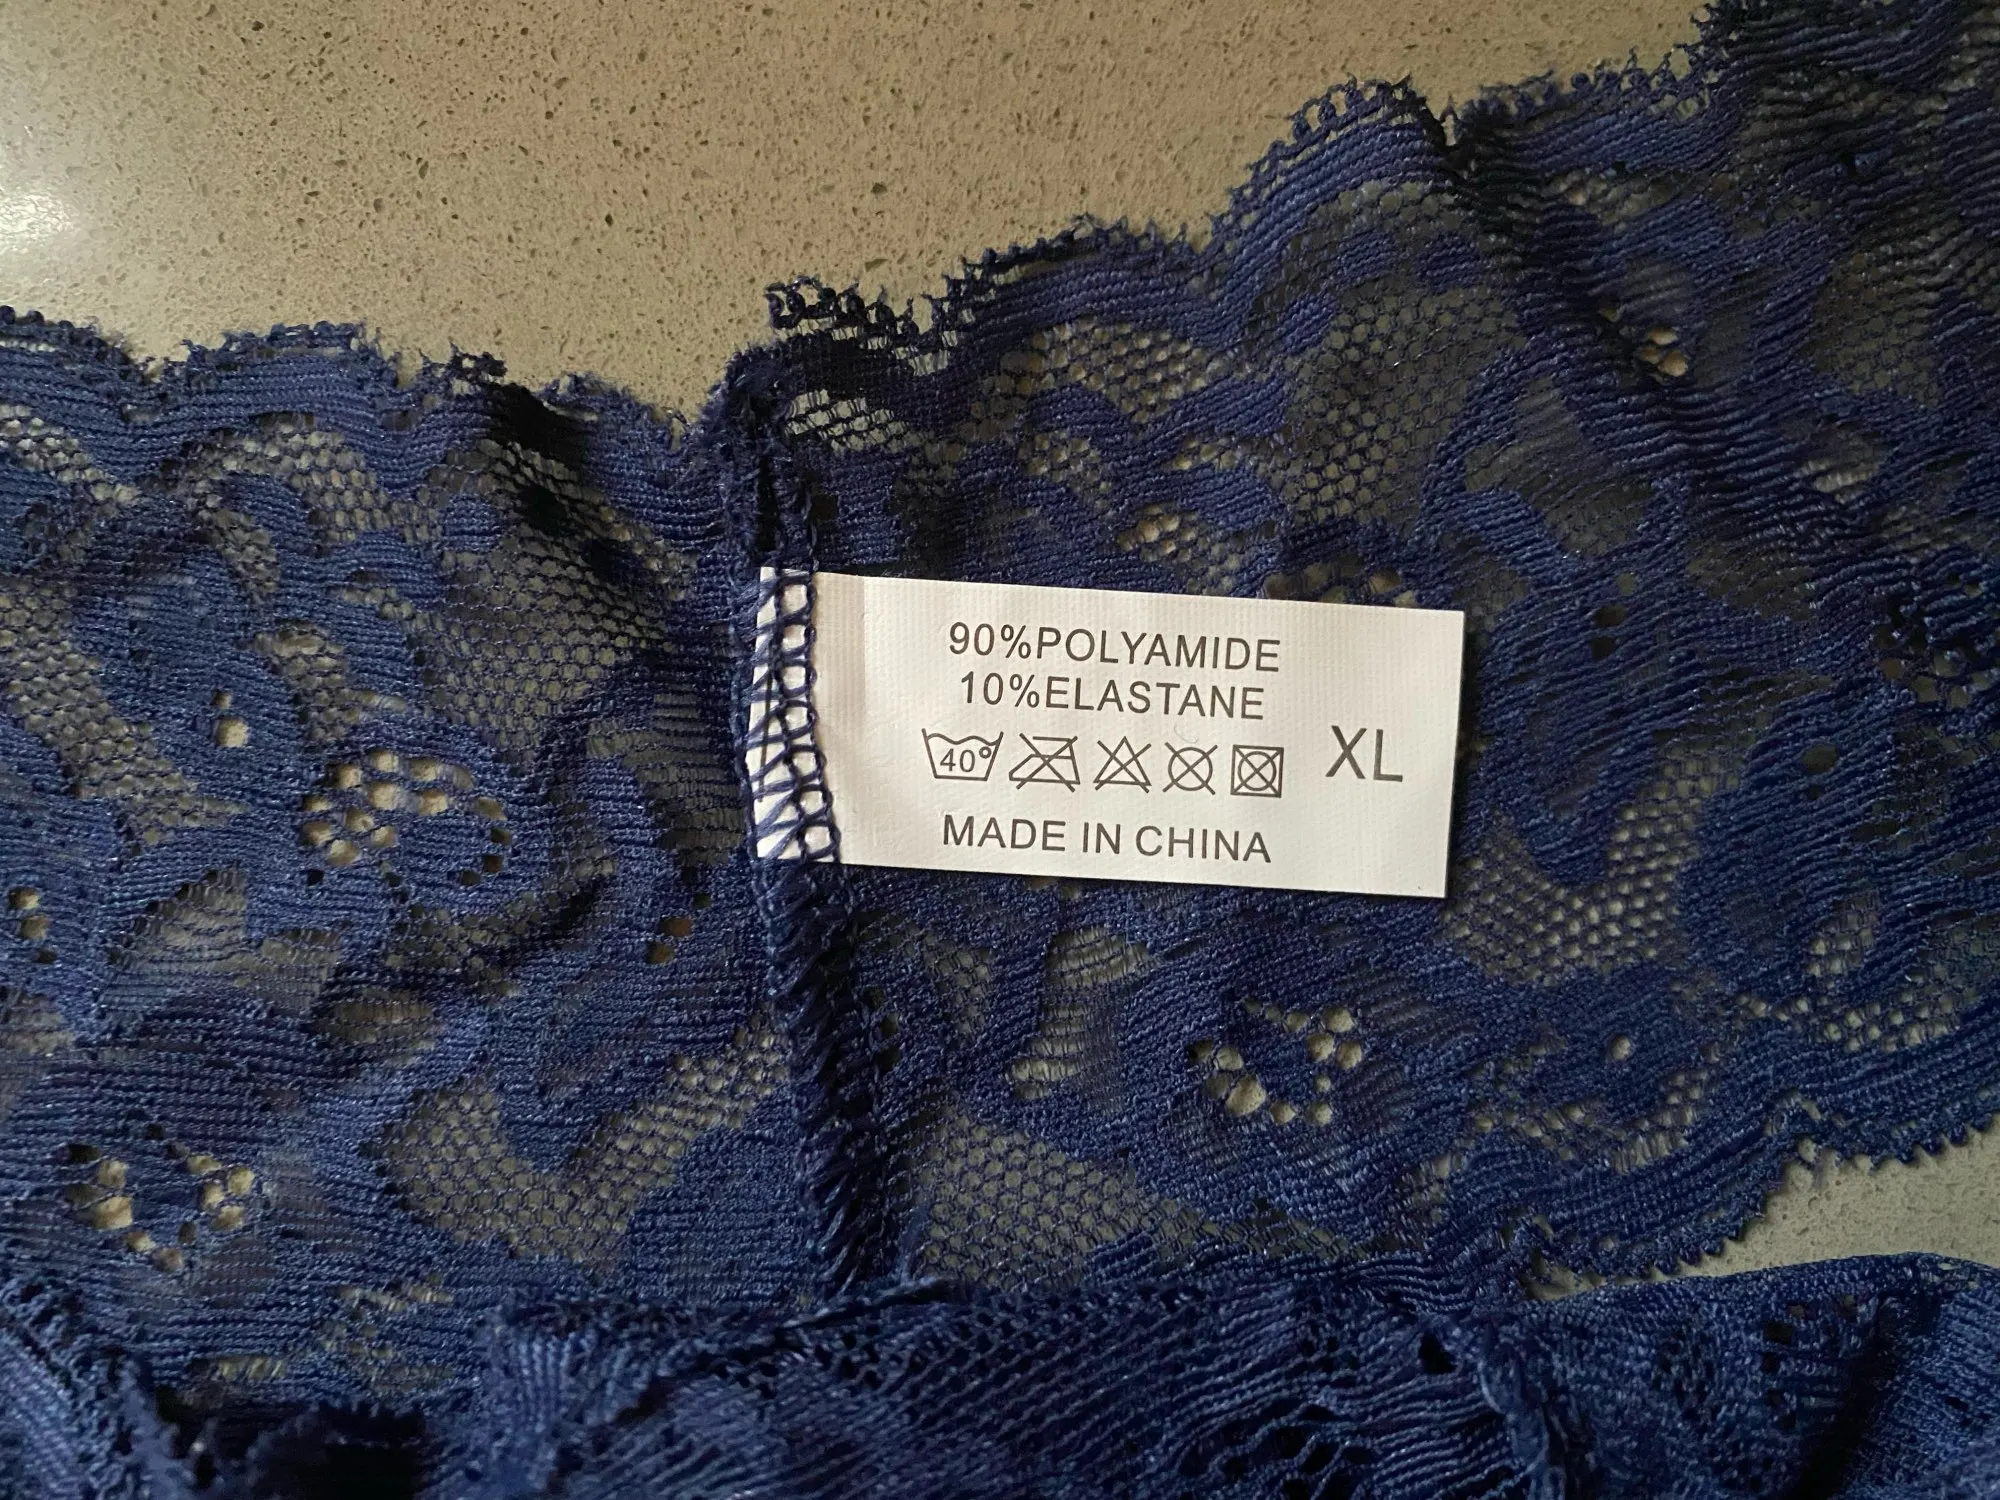 90%POLYAMIDE
10%ELASTANE
40° XL
MADE IN CHINA